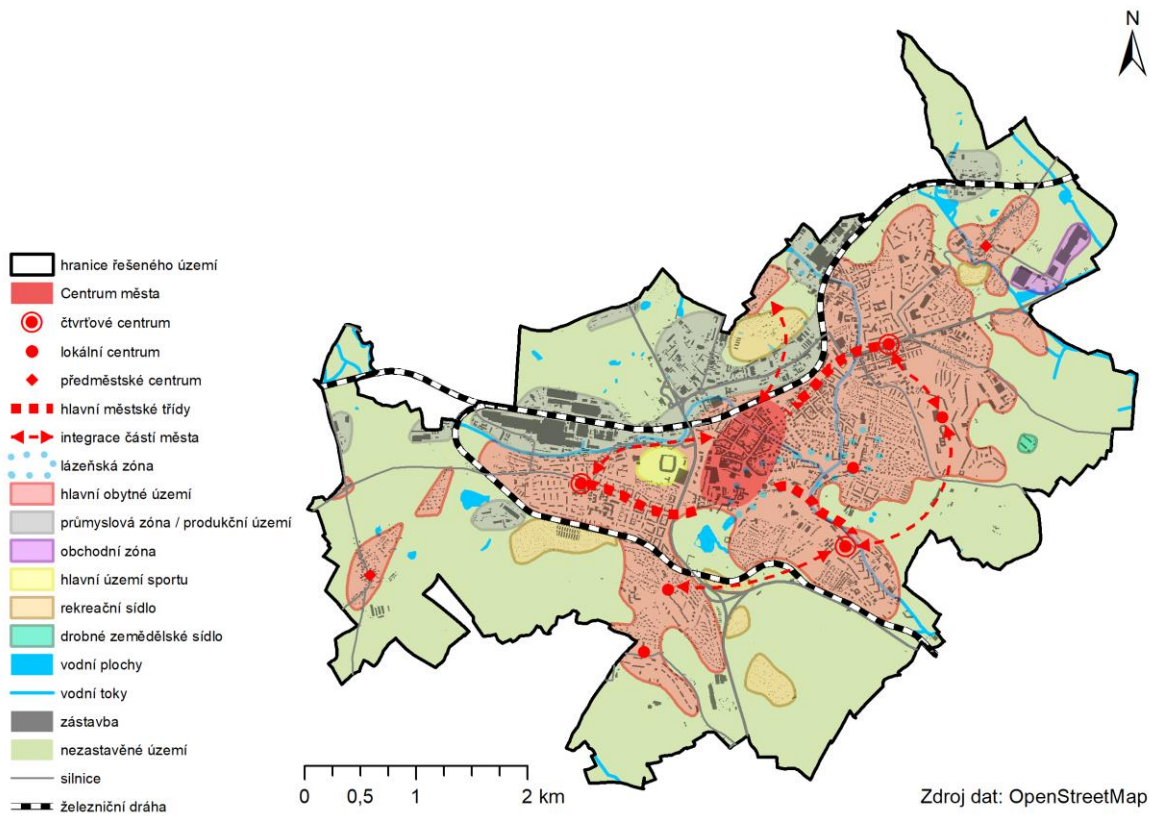 N
hranice řešeného území
Centrum města
čtvrťové centrum
lokální centrum
předměstské centrum
hlavní městské třídy
integrace částí města
lázeňská zóna
hlavní obytné území
průmyslová zóna / produkční území
obchodní zóna
hlavní území sportu
rekreační sídlo
drobné zemědělské sídlo
vodní plochy
vodní toky
zástavba
nezastavěné území
silnice
železniční dráha
0 0,5 1 2 km
Zdroj dat: OpenStreetMap